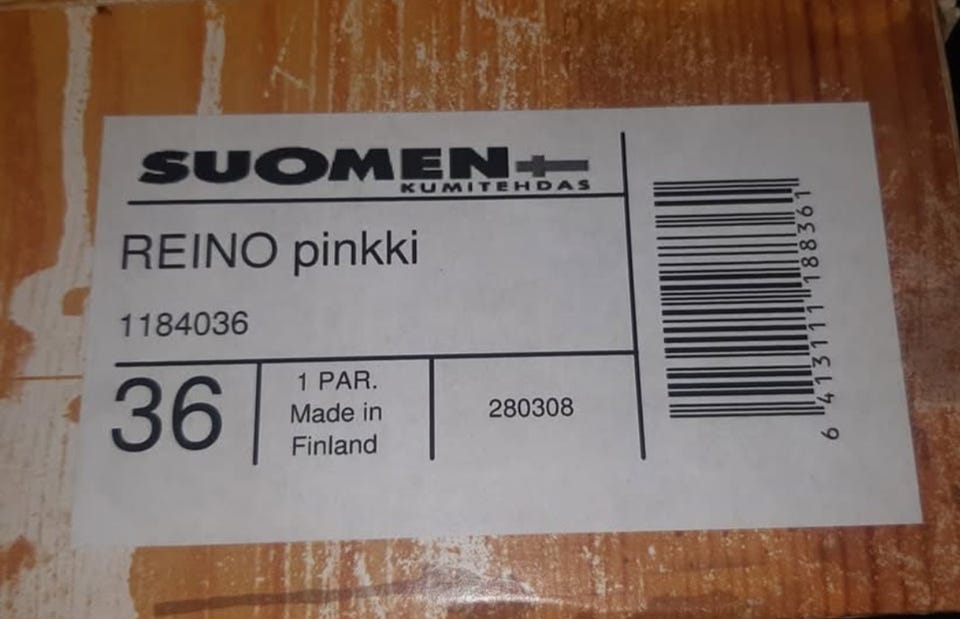 SUOMEN
KUMITEHDAS
REINO pinkki
1184036
36
1 PAR.
Made in
Finland
280308
6 413111 188361